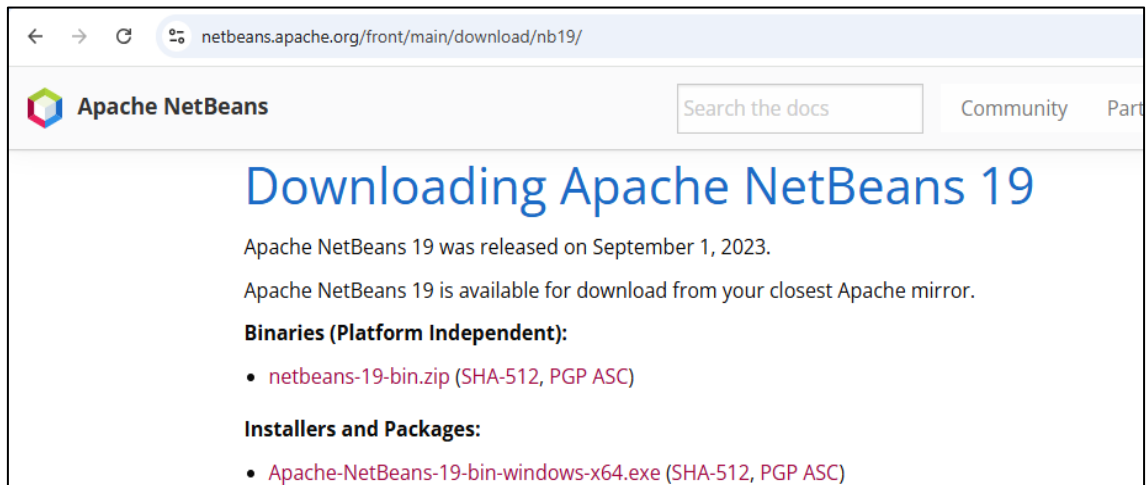 netbeans.apache.org/front/main/download/nb19/
Apache NetBeans
Search the docs
Community
Part
Downloading Apache NetBeans 19
Apache NetBeans 19 was released on September 1, 2023.
Apache NetBeans 19 is available for download from your closest Apache mirror.
Binaries (Platform Independent):
• netbeans-19-bin.zip (SHA-512, PGP ASC)
Installers and Packages:
• Apache-NetBeans-19-bin-windows-x64.exe (SHA-512, PGP ASC)